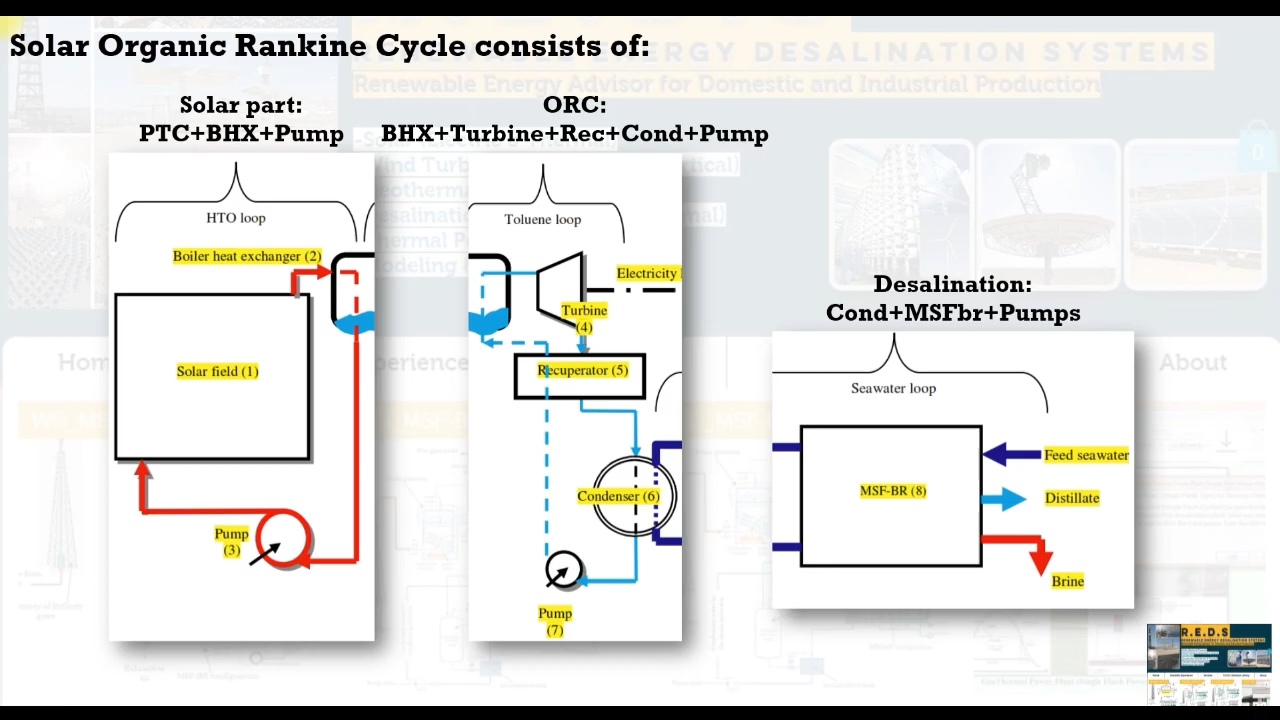 Solar Organic Rankine Cycle consists of:
ERGY DESALINATION SYSTEMS
Renewable Energy Advisor for Domestic and Industrial Production
Solar part:
PTC+BHX+Pump
ORC:
BHX+Turbine+Rec+Cond+Pump
HTO loop
Boiler heat exchanger (2)
Solar field (1)
Pump
(3)
Toluene loop
Electricity
Turbine
(4)
Recuperator (5)
Condenser (6)
Pump
(7)
Desalination:
Cond+MSFbr+Pumps
Seawater loop
Feed seawater
MSF-BR (8)
Distillate
Brine
About
R.E.D.S